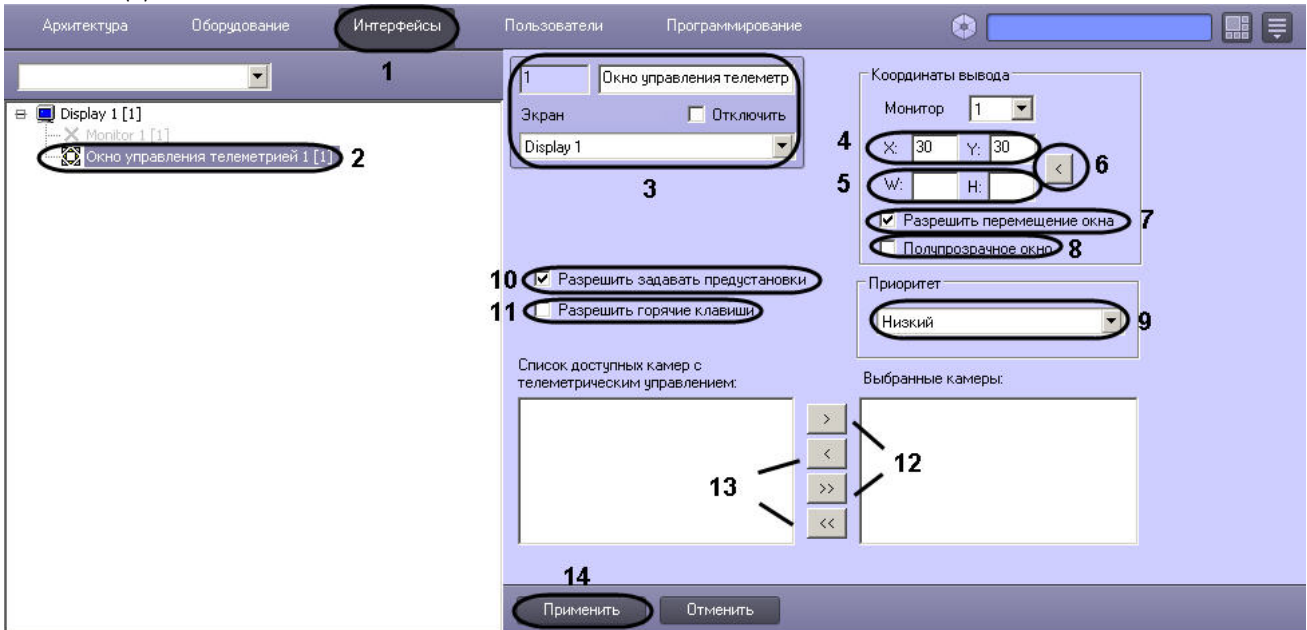 Архитектура Оборудование Интерфейсы Пользователи Программирование
1
Display 1 [1]
Monitor 1 [1]
Окно управления телеметрией 1 [1] 2
1 Окно управления телеметр
Экран Отключить
Display 1
3
Координаты вывода
Монитор 1
4 X: 30 Y: 30
< 6
5 W: H:
Разрешить перемещение окна 7
Полупрозрачное окно 8
10 Разрешить задавать предустановки
11 Разрешить горячие клавиши
Приоритет
Низкий 9
Список доступных камер с
телеметрическим управлением:
Выбранные камеры:
>
<
>>
<<
12
13
14
Применить Отменить